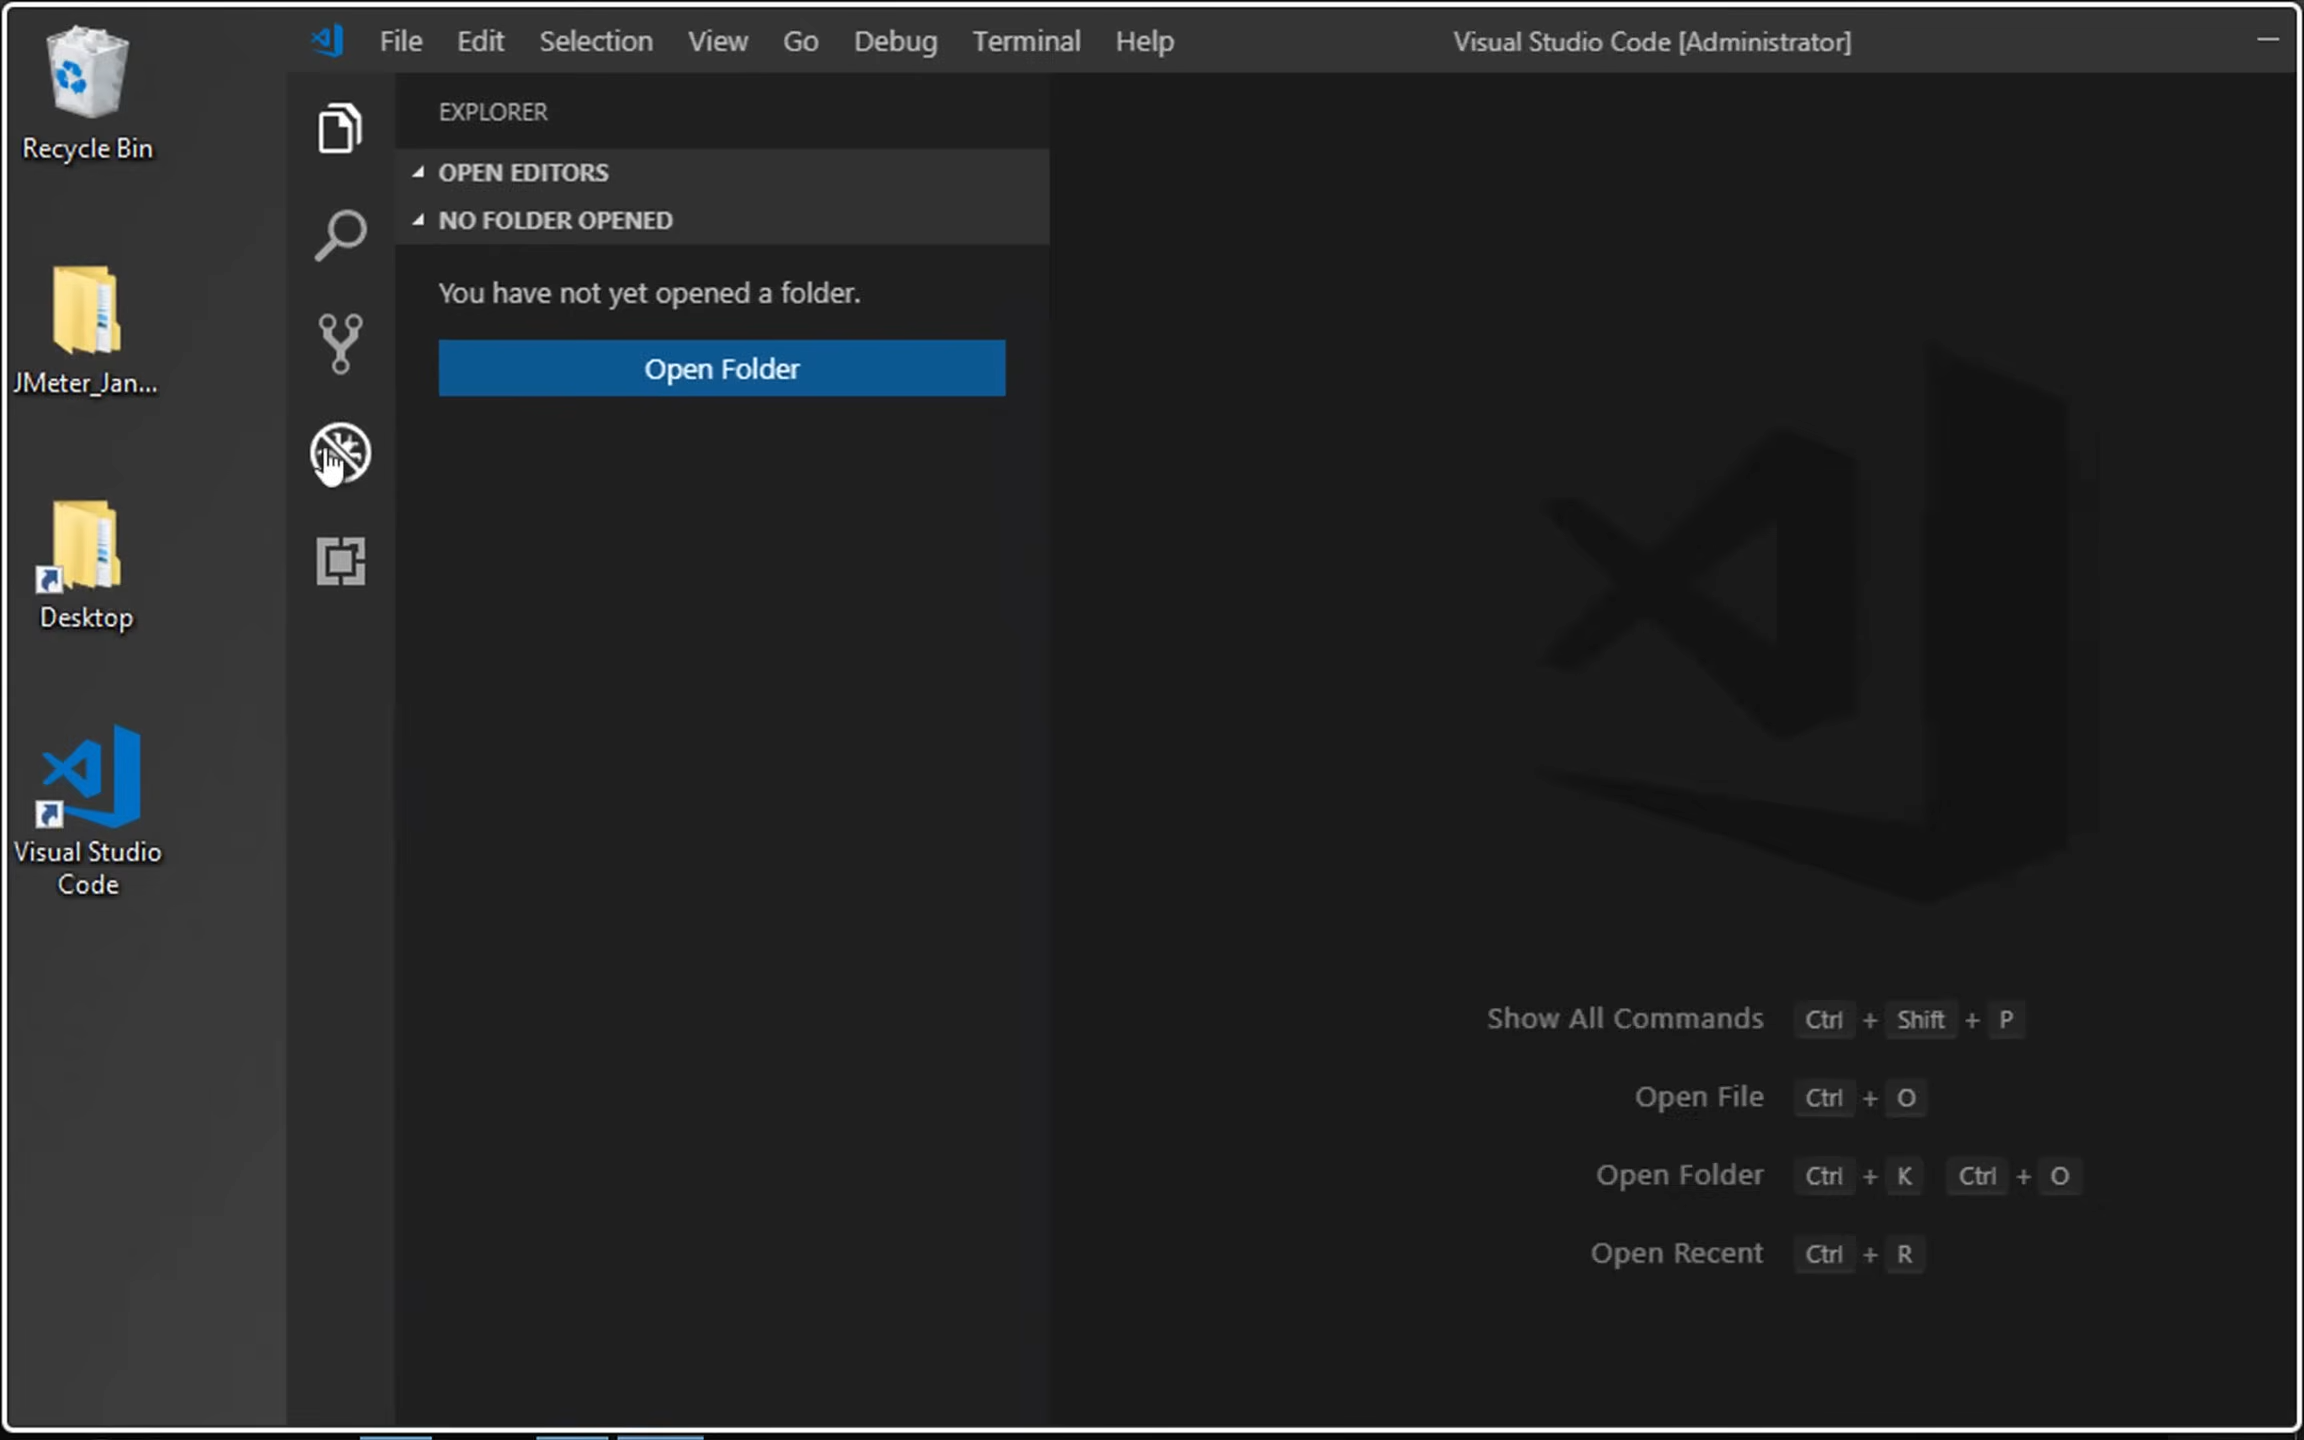 Recycle Bin
JMeter_Jan...
Desktop
Visual Studio
Code
File Edit Selection View Go Debug Terminal Help
Visual Studio Code [Administrator]
EXPLORER
OPEN EDITORS
NO FOLDER OPENED
You have not yet opened a folder.
Open Folder
Show All Commands Ctrl + Shift + P
Open File Ctrl + O
Open Folder Ctrl + K Ctrl + O
Open Recent Ctrl + R